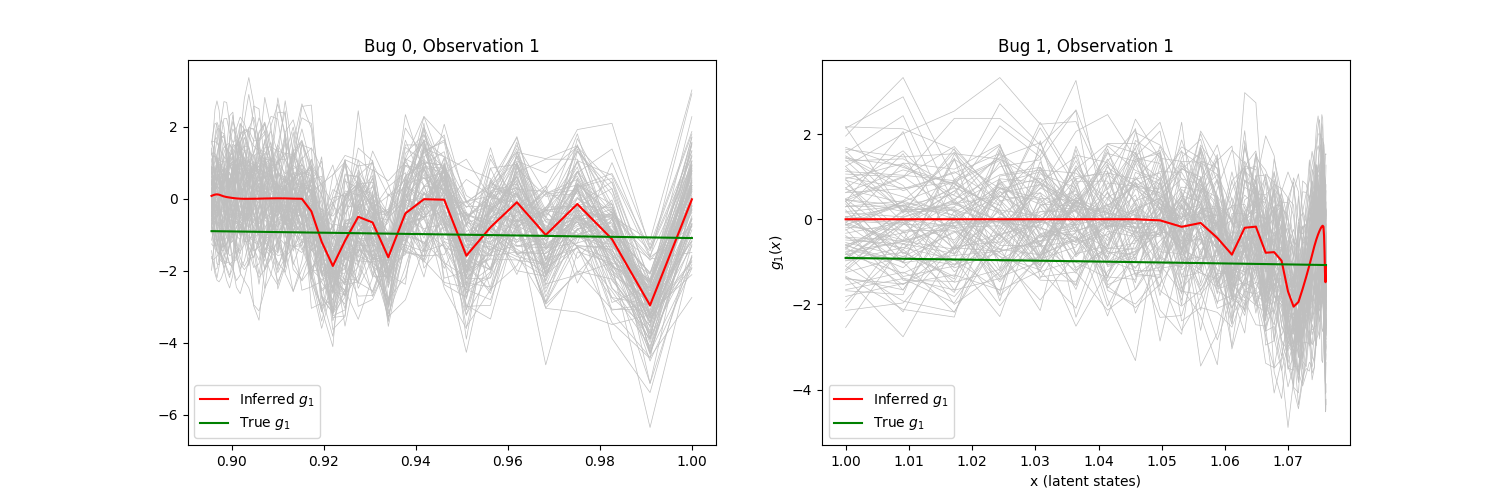 Bug 0, Observation 1
2
0
−2
−4
−6
0.90 0.92 0.94 0.96 0.98 1.00
Inferred g₁
True g₁
Bug 1, Observation 1
g₁(x)
2
0
−2
−4
1.00 1.01 1.02 1.03 1.04 1.05 1.06 1.07
x (latent states)
Inferred g₁
True g₁